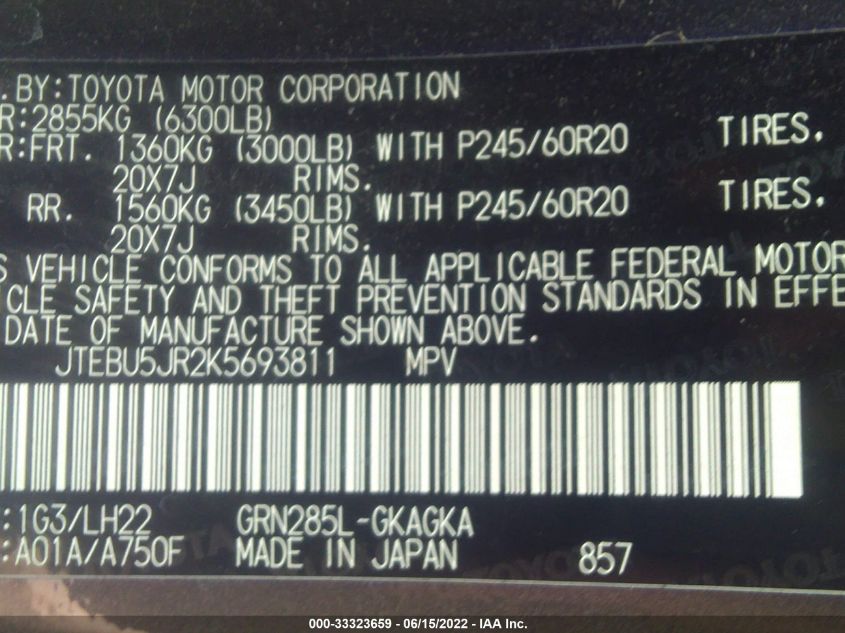 .BY:TOYOTA MOTOR CORPORATION
R:2855KG (6300LB)
R:FRT. 1360KG (3000LB) WITH P245/60R20 TIRES.
20X7J RIMS.
RR. 1560KG (3450LB) WITH P245/60R20 TIRES.
20X7J RIMS.
S VEHICLE CONFORMS TO ALL APPLICABLE FEDERAL MOTOR
ICLE SAFETY AND THEFT PREVENTION STANDARDS IN EFFE
DATE OF MANUFACTURE SHOWN ABOVE.
JTEBU5JR2K5693811 MPV
:1G3/LH22 GRN285L-GKAGKA
:A01A/A750F MADE IN JAPAN 857
000-33323659 - 06/15/2022 - IAA Inc.